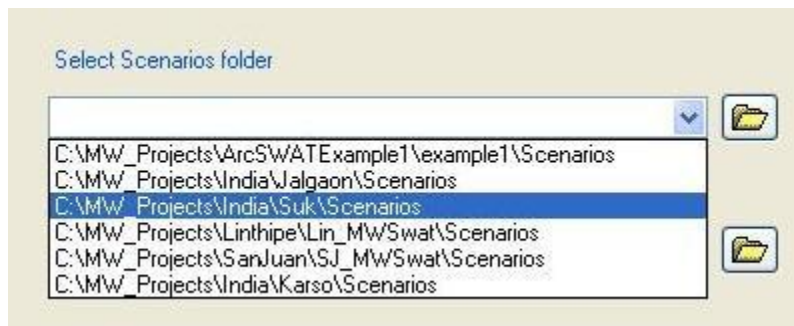 Select Scenarios folder
C:\MW_Projects\ArcSWATExample1\example1\Scenarios
C:\MW_Projects\India\Jalgaon\Scenarios
C:\MW_Projects\India\Suk\Scenarios
C:\MW_Projects\Linthipe\Lin_MWSwat\Scenarios
C:\MW_Projects\SanJuan\SJ_MWSwat\Scenarios
C:\MW_Projects\India\Karso\Scenarios